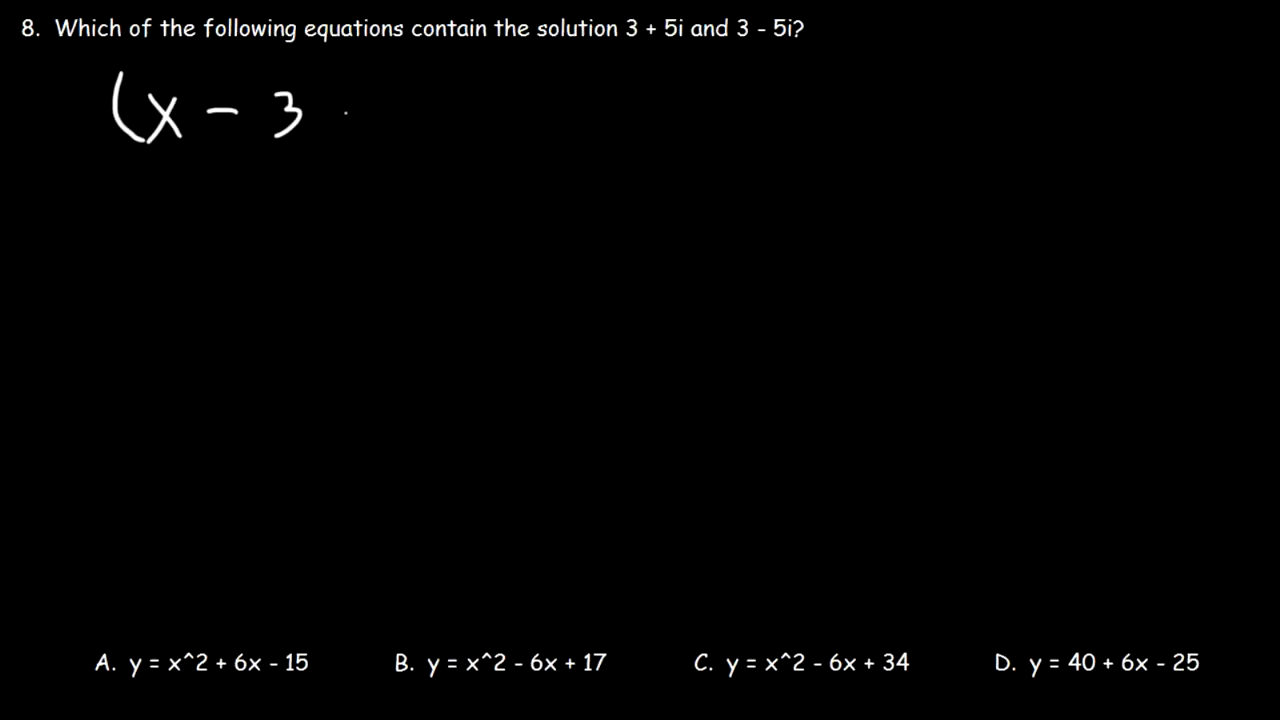 8. Which of the following equations contain the solution 3 + 5i and 3 - 5i?
(x - 3
A. y = x^2 + 6x - 15 B. y = x^2 - 6x + 17 C. y = x^2 - 6x + 34 D. y = 40 + 6x - 25